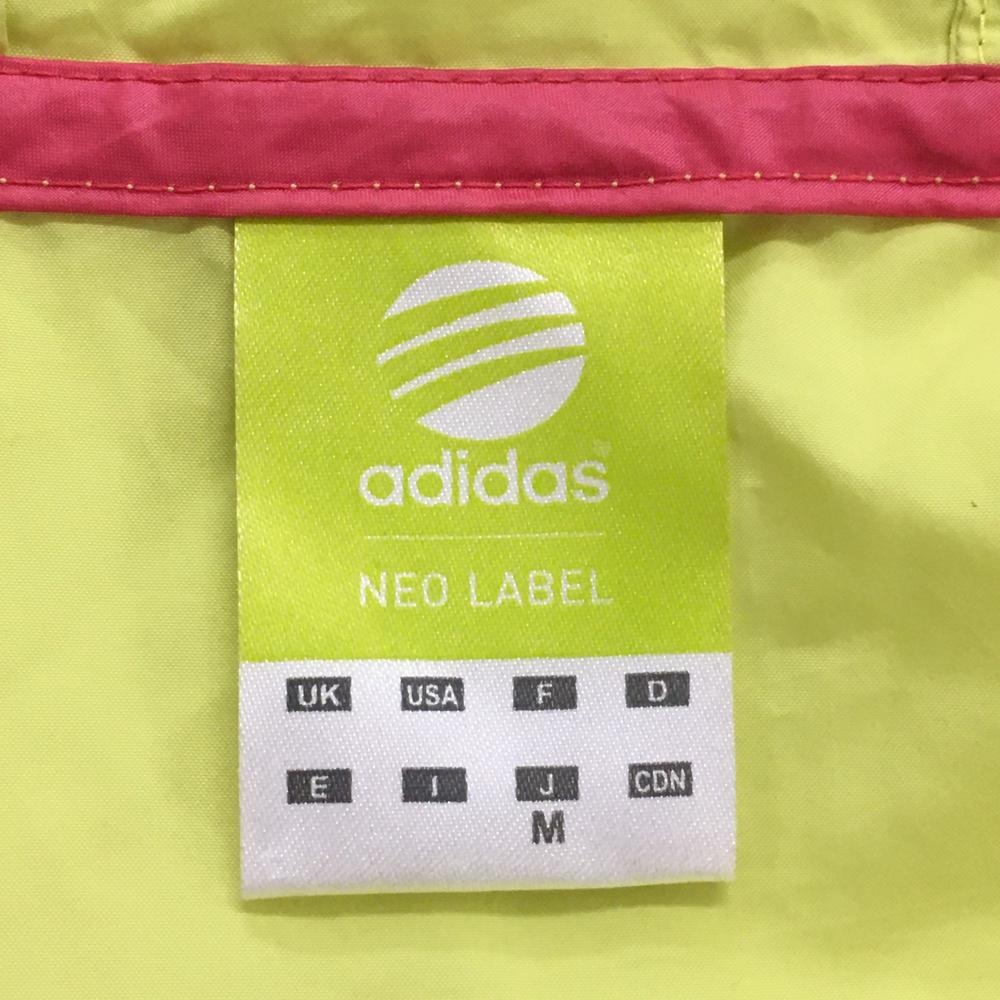 adidas
NEO LABEL
UK USA F D
E I J CDN
M